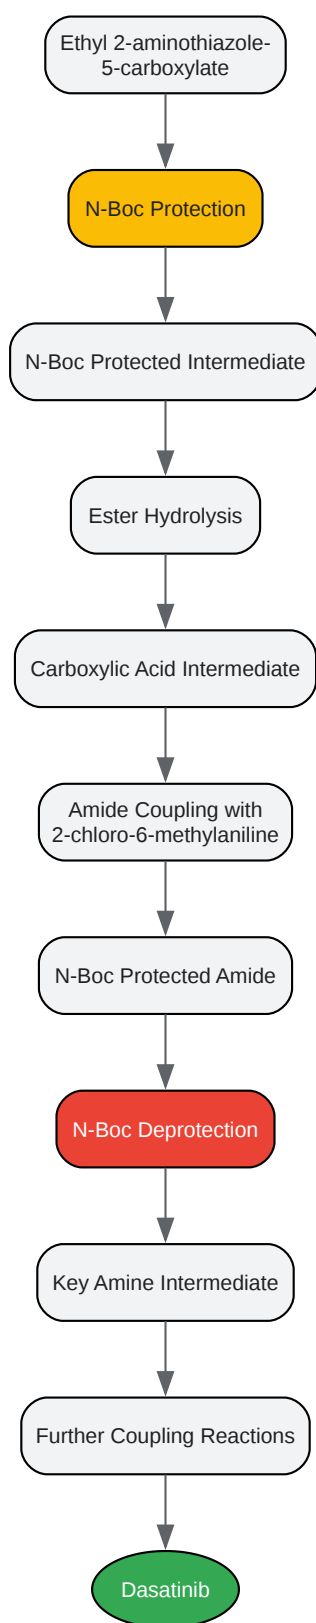 Ethyl 2-aminothiazole-
5-carboxylate
N-Boc Protection
N-Boc Protected Intermediate
Ester Hydrolysis
Carboxylic Acid Intermediate
Amide Coupling with
2-chloro-6-methylaniline
N-Boc Protected Amide
N-Boc Deprotection
Key Amine Intermediate
Further Coupling Reactions
Dasatinib